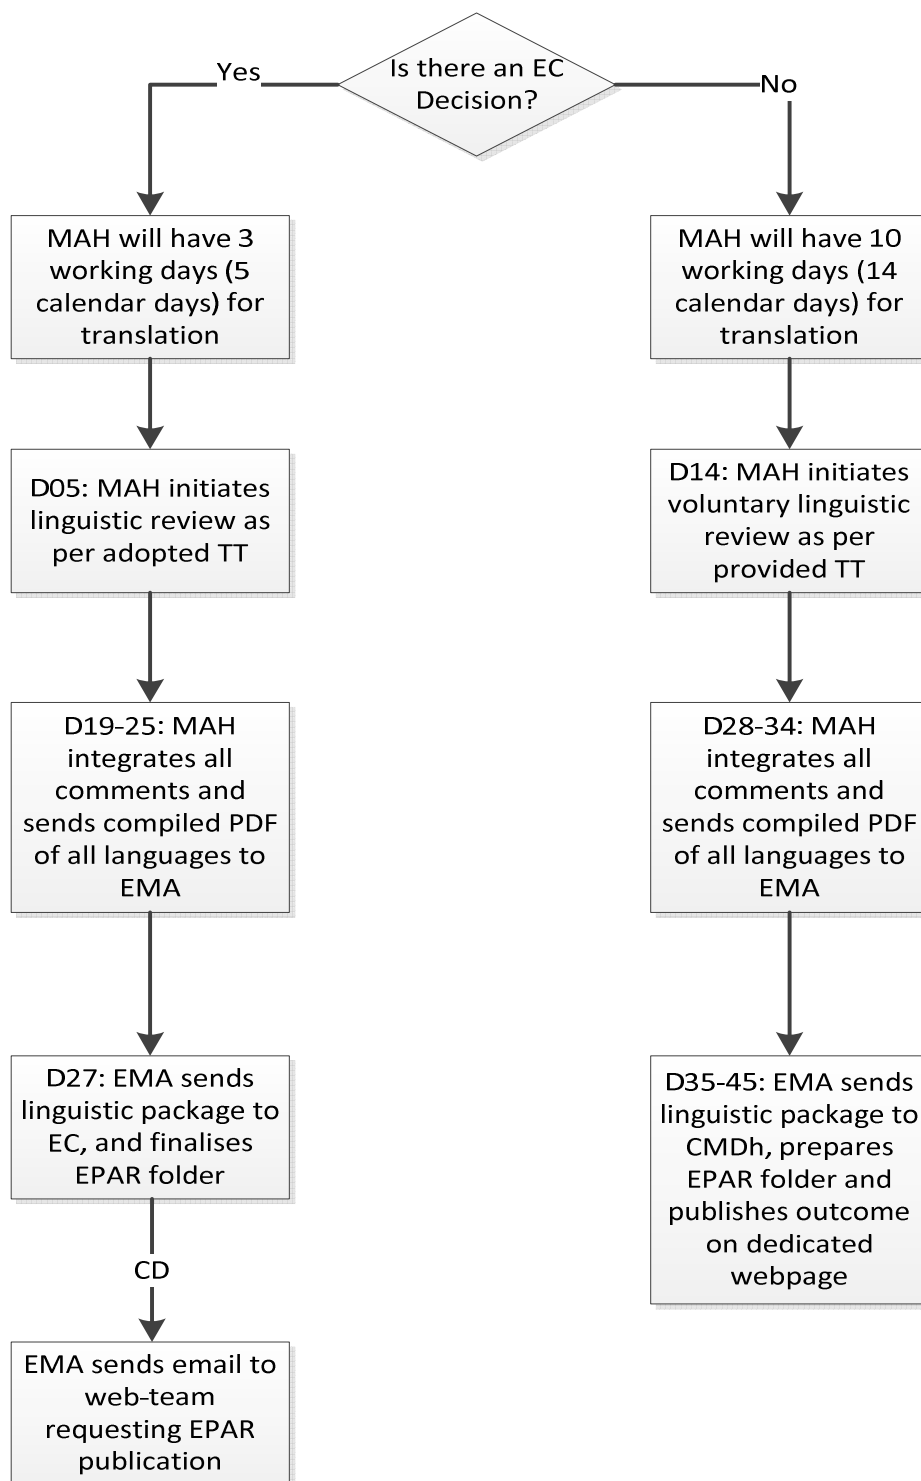 Is there an EC
Decision?
Yes
No
MAH will have 3
working days (5
calendar days) for
translation
MAH will have 10
working days (14
calendar days) for
translation
D05: MAH initiates
linguistic review as
per adopted TT
D14: MAH initiates
voluntary linguistic
review as per
provided TT
D19-25: MAH
integrates all
comments and
sends compiled PDF
of all languages to
EMA
D28-34: MAH
integrates all
comments and
sends compiled PDF
of all languages to
EMA
D27: EMA sends
linguistic package to
EC, and finalises
EPAR folder
D35-45: EMA sends
linguistic package to
CMDh, prepares
EPAR folder and
publishes outcome
on dedicated
webpage
CD
EMA sends email to
web-team
requesting EPAR
publication